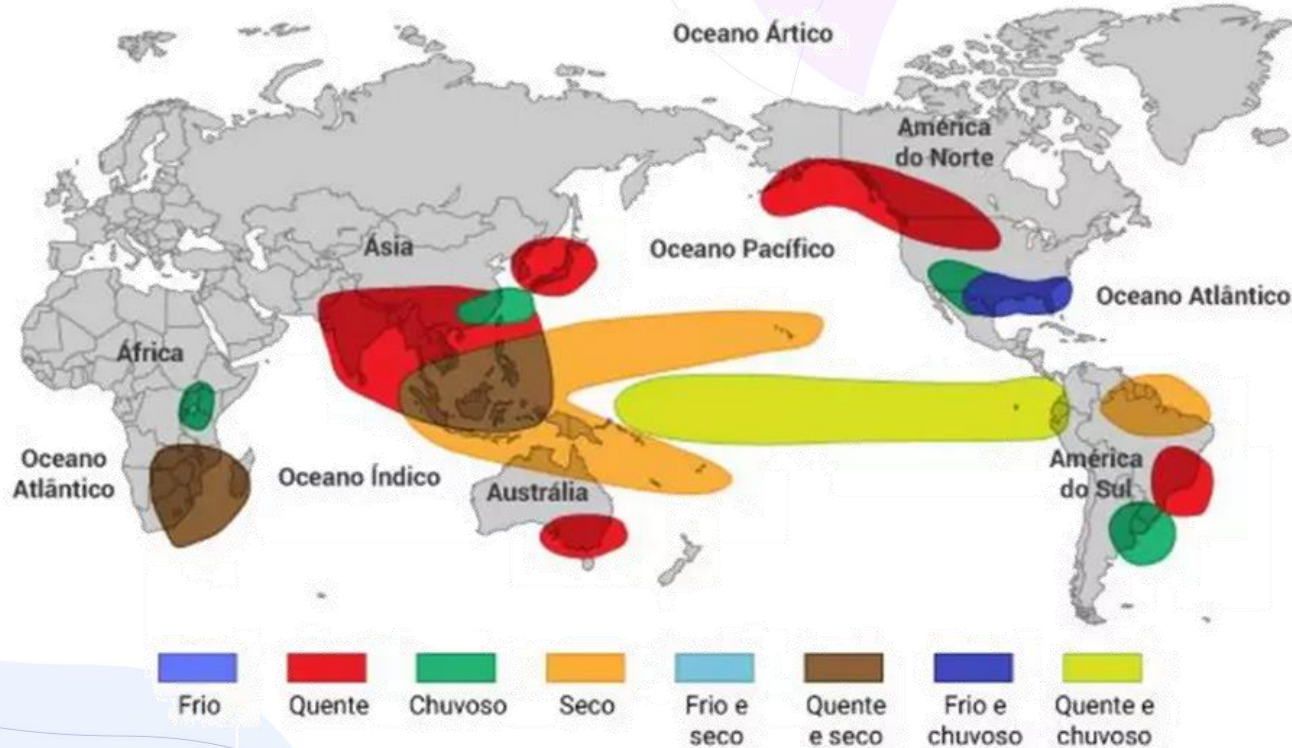 Oceano Ártico
América
do Norte
Ásia
Oceano Pacífico
Oceano Atlântico
África
Oceano
Atlântico
Oceano Índico
Austrália
América
do Sul
Frio
Quente
Chuvoso
Seco
Frio e
seco
Quente
e seco
Frio e
chuvoso
Quente e
chuvoso